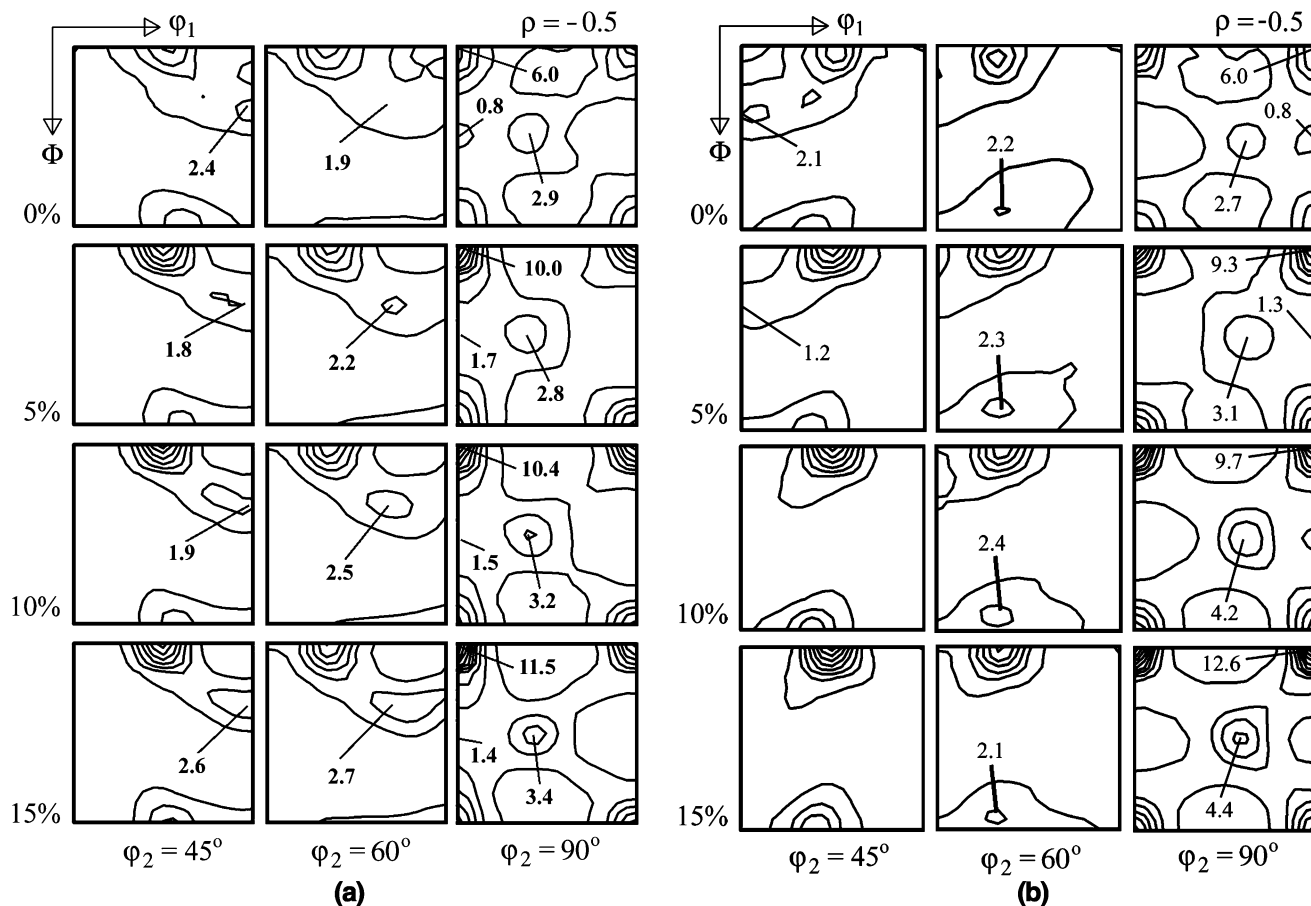 φ1 ρ = -0.5
Φ
2.4 1.9 6.0 0.8 2.9
0%
1.8 2.2 10.0 1.7 2.8
5%
1.9 2.5 10.4 1.5 3.2
10%
2.6 2.7 11.5 1.4 3.4
15%
φ2 = 45° φ2 = 60° φ2 = 90°
(a)
φ1 ρ = -0.5
Φ
2.1 2.2 6.0 0.8 2.7
0%
1.2 2.3 9.3 1.3 3.1
5%
2.4 9.7 4.2
10%
2.1 12.6 4.4
15%
φ2 = 45° φ2 = 60° φ2 = 90°
(b)